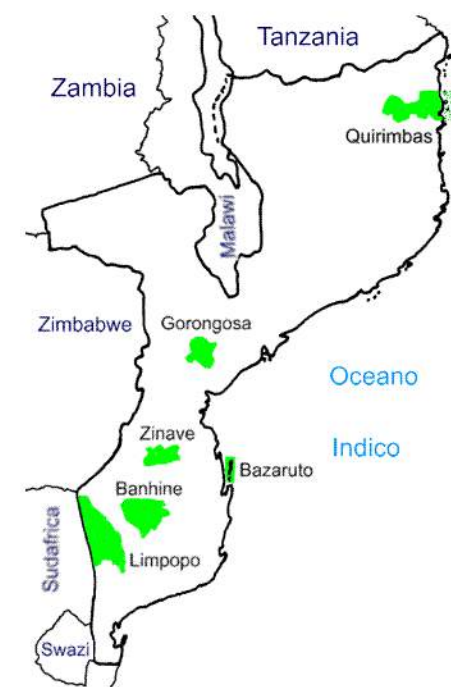 Tanzania
Zambia
Quirimbas
Malawi
Zimbabwe
Gorongosa
Oceano
Zinave
Indico
Bazaruto
Banhine
Sudafrica
Limpopo
Swazi